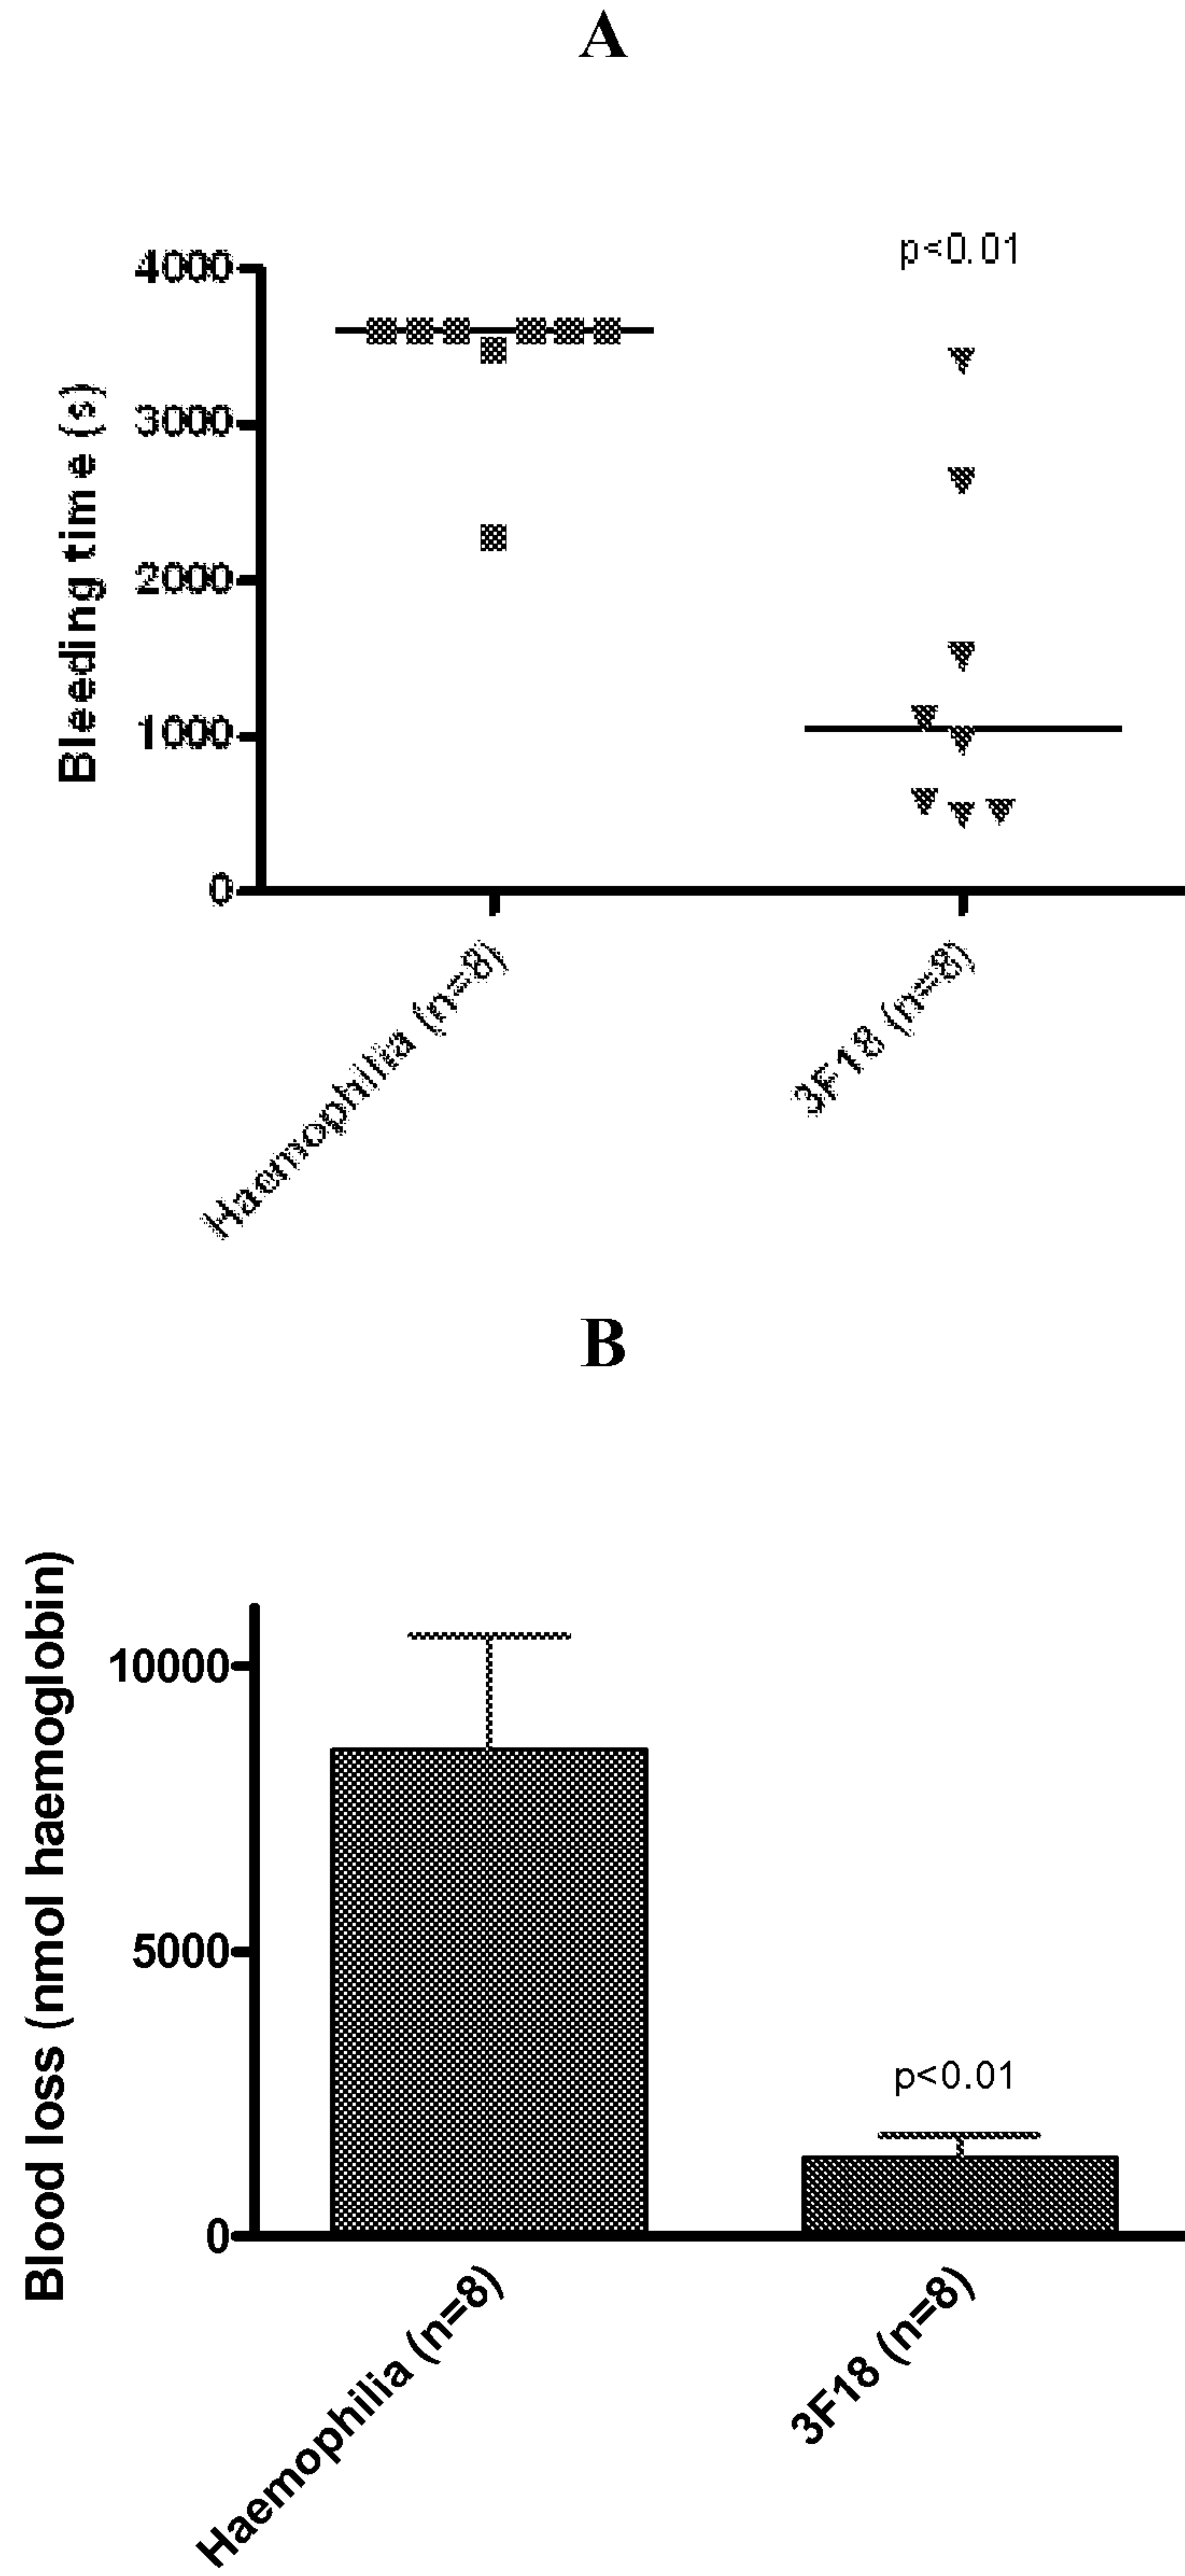 A
p<0.01
4000
3000
2000
1000
0
Bleeding time (s)
Haemophilia (n=8)
3F18 (n=8)
B
Blood loss (nmol haemoglobin)
10000
5000
0
p<0.01
Haemophilia (n=8)
3F18 (n=8)